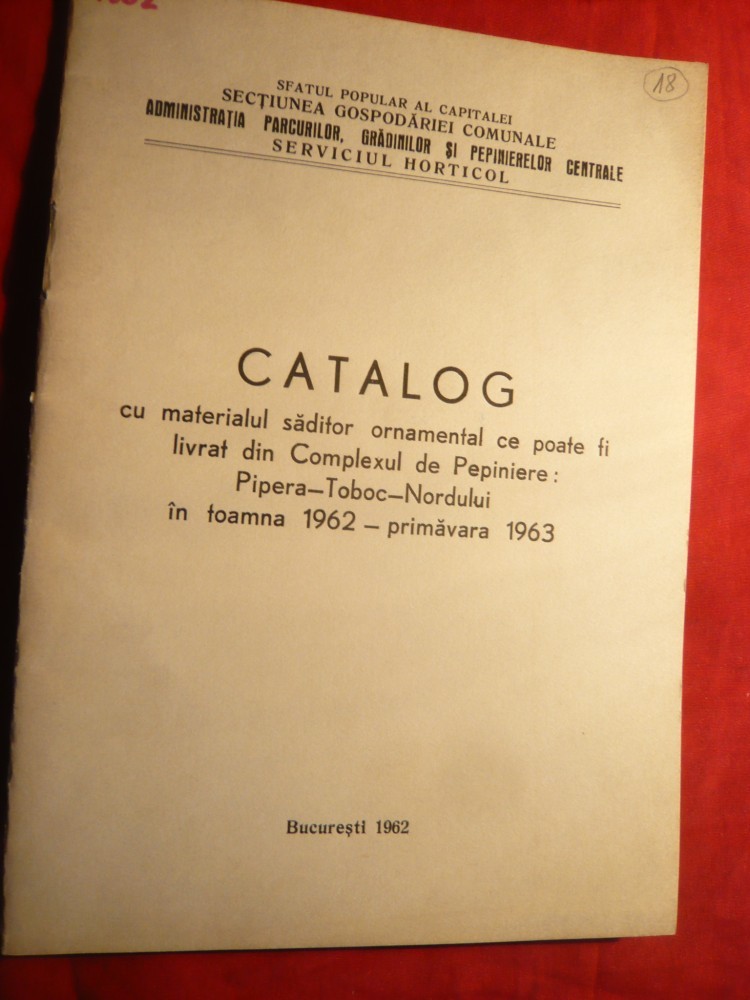 18
SFATUL POPULAR AL CAPITALEI
SECȚIUNEA GOSPODĂRIEI COMUNALE
ADMINISTRAȚIA PARCURILOR, GRĂDINILOR ȘI PEPINIERELOR CENTRALE
SERVICIUL HORTICOL
CATALOG
cu materialul săditor ornamental ce poate fi
livrat din Complexul de Pepiniere :
Pipera—Toboc—Nordului
în toamna 1962 — primăvara 1963
București 1962